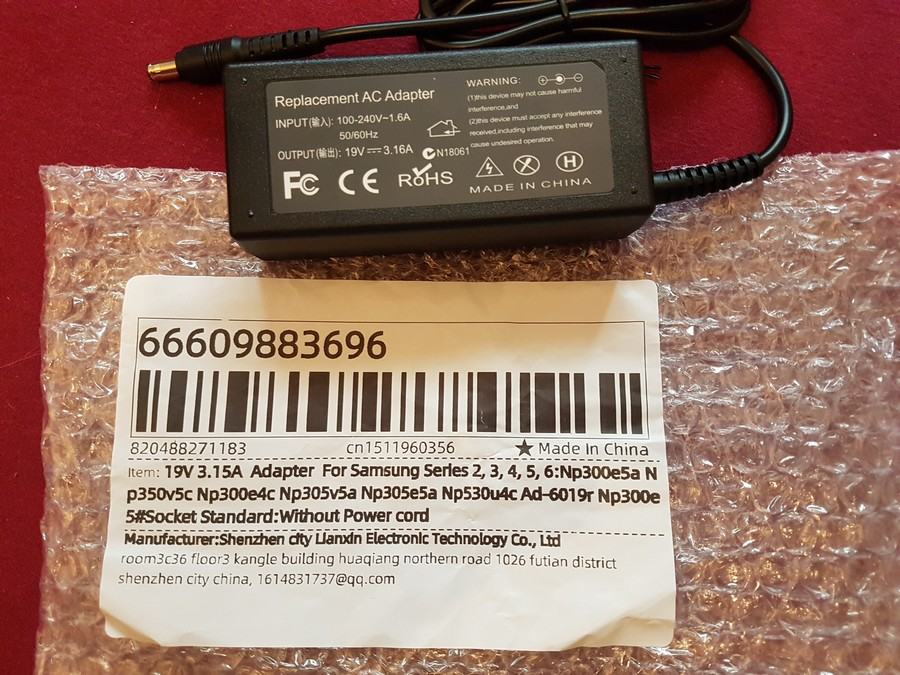 Replacement AC Adapter
INPUT(輸入): 100-240V~1.6A
50/60Hz
OUTPUT(輸出): 19V⎓3.16A
N18061
FC CE RoHS
WARNING:
(1)this device may not cause harmful
interference,and
(2)this device must accept any interference
received,including interference that may
cause undesired operation.
H
MADE IN CHINA
66609883696
820488271183 cn1511960356 ★ Made In China
Item: 19V 3.15A Adapter For Samsung Series 2, 3, 4, 5, 6:Np300e5a N
p350v5c Np300e4c Np305v5a Np305e5a Np530u4c Ad-6019r Np300e
5#Socket Standard:Without Power cord
Manufacturer:Shenzhen city Lianxin Electronic Technology Co., Ltd
room3c36 floor3 kangle building huaqiang northern road 1026 futian district
shenzhen city china, 1614831737@qq.com